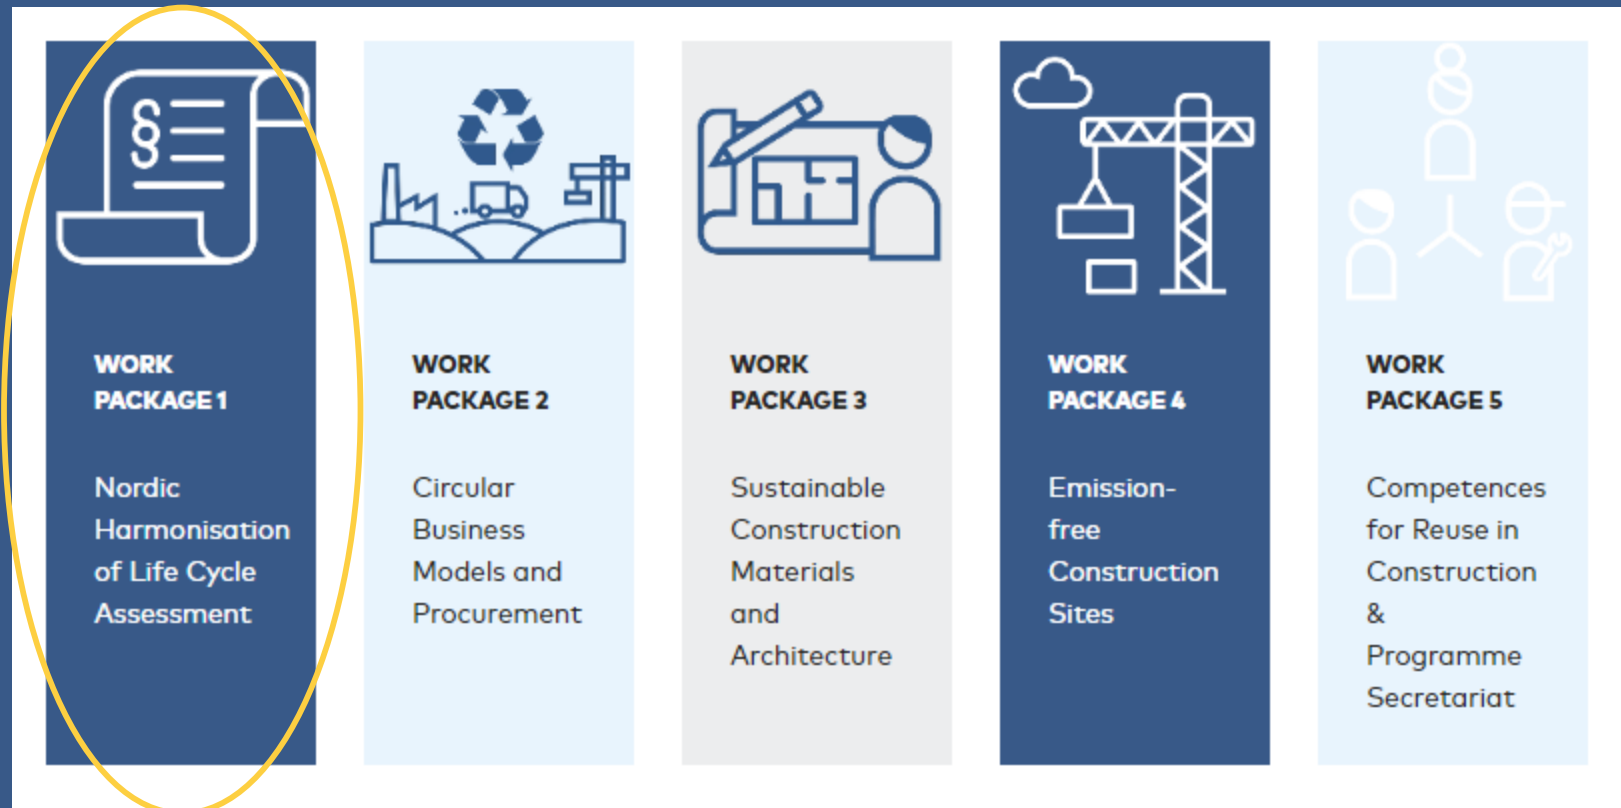 §
§
WORK
PACKAGE 1
Nordic
Harmonisation
of Life Cycle
Assessment
WORK
PACKAGE 2
Circular
Business
Models and
Procurement
WORK
PACKAGE 3
Sustainable
Construction
Materials
and
Architecture
WORK
PACKAGE 4
Emission-
free
Construction
Sites
WORK
PACKAGE 5
Competences
for Reuse in
Construction
&
Programme
Secretariat